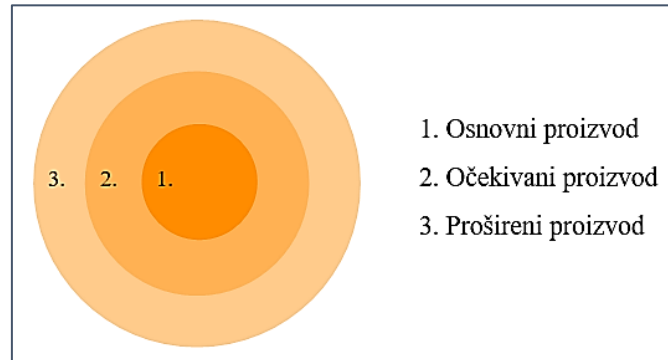 3.
2.
1.
1. Osnovni proizvod
2. Očekivani proizvod
3. Prošireni proizvod